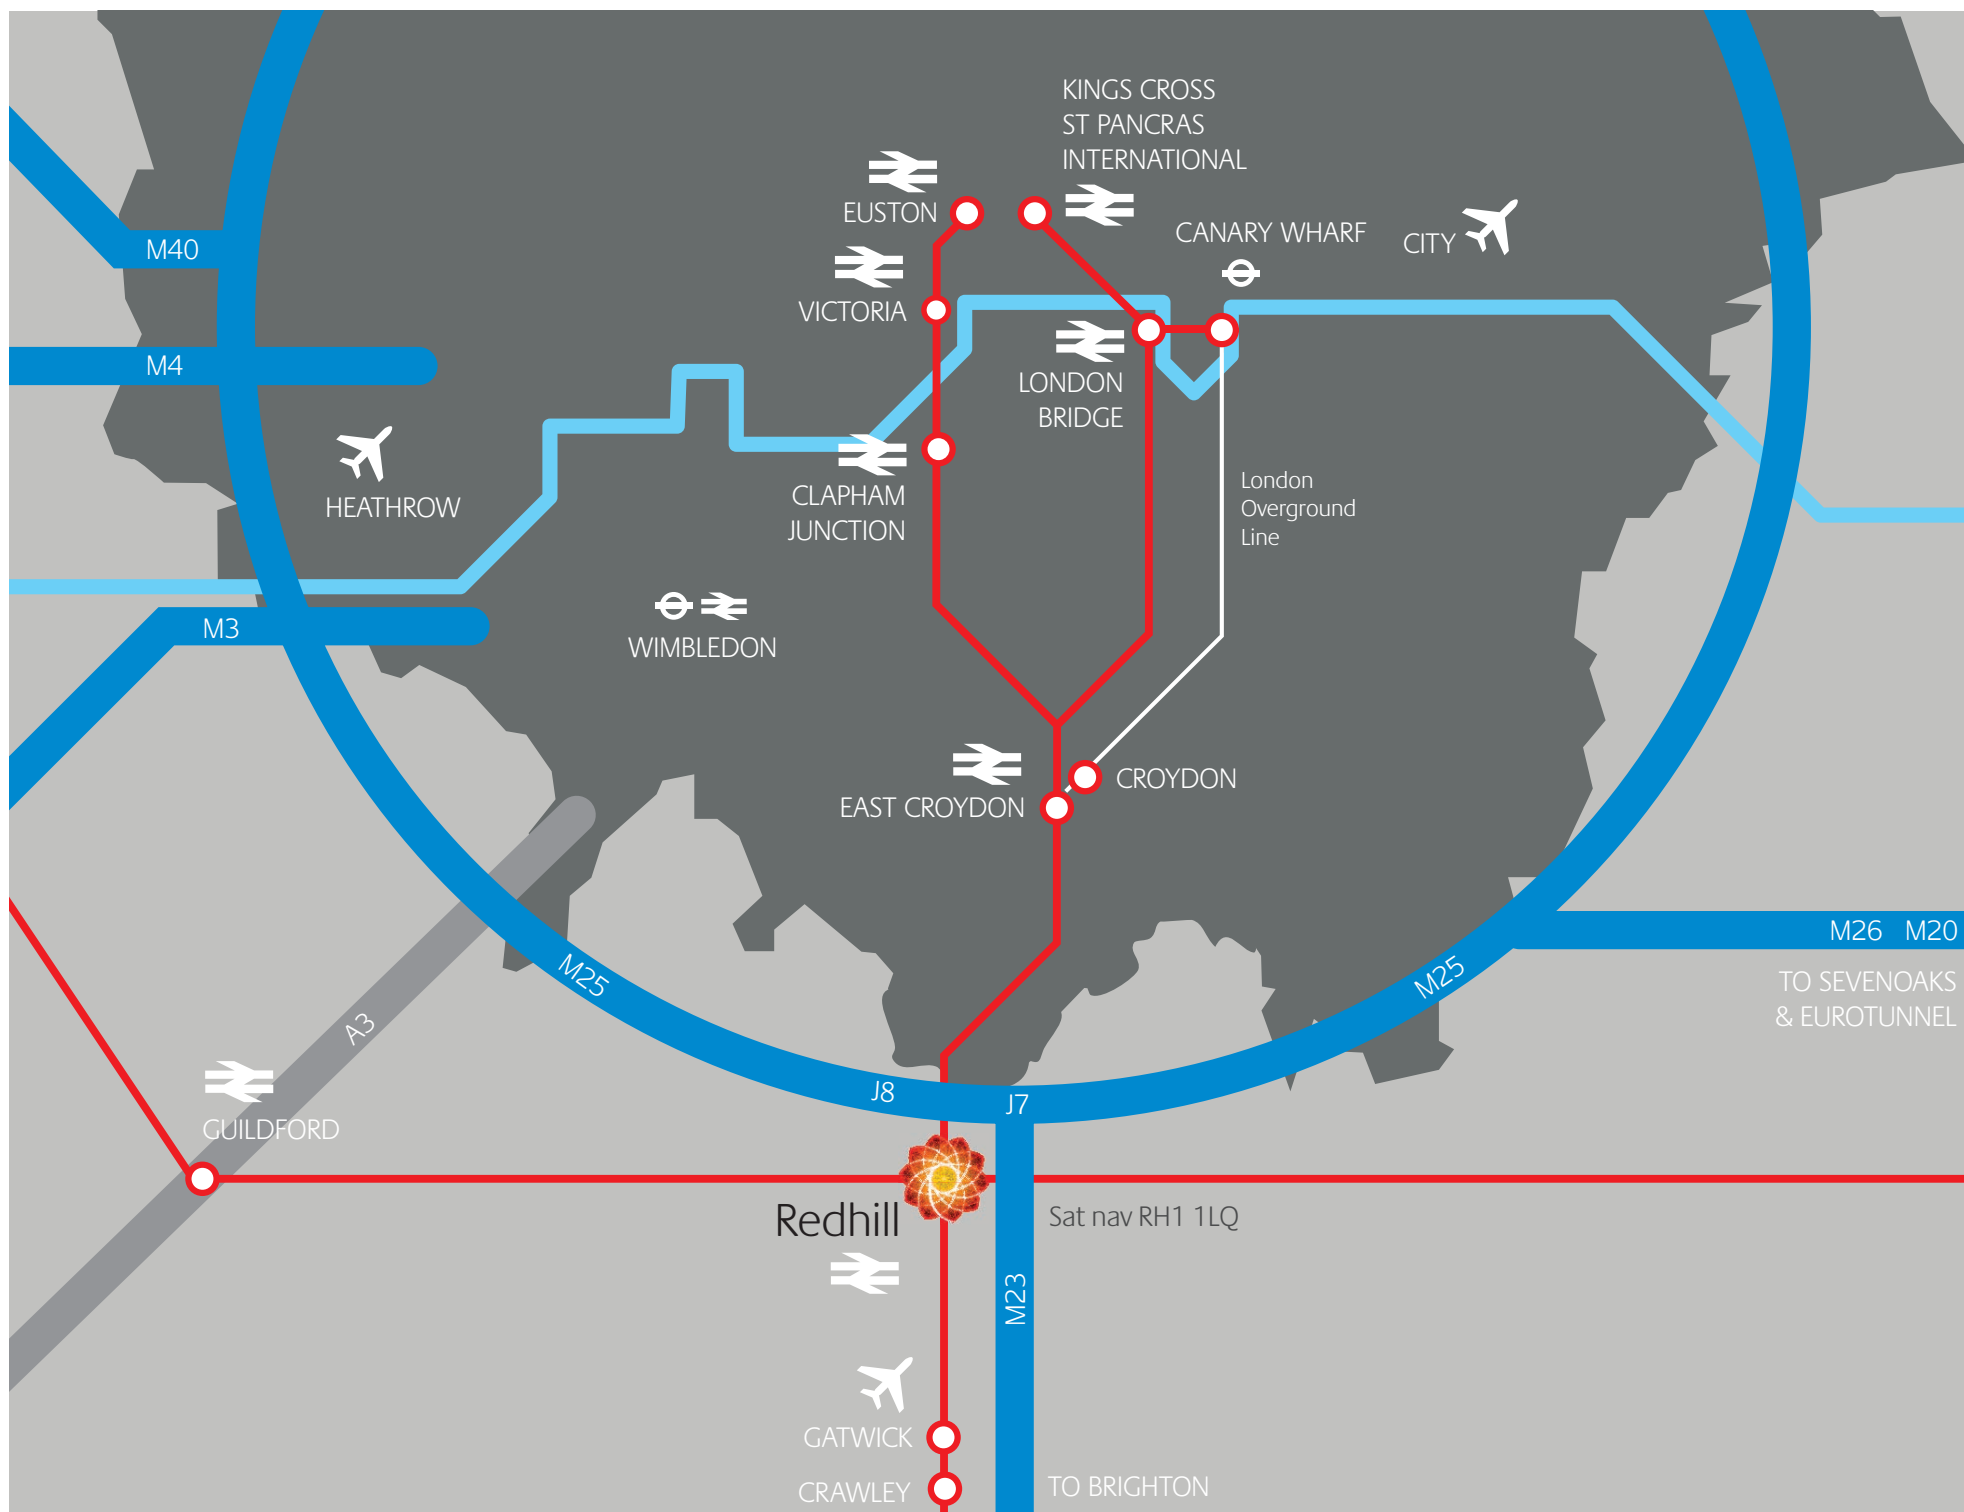 KINGS CROSS
ST PANCRAS
INTERNATIONAL
EUSTON
CANARY WHARF
CITY
M40
VICTORIA
M4
LONDON
BRIDGE
HEATHROW
CLAPHAM
JUNCTION
London
Overground
Line
M3
WIMBLEDON
CROYDON
EAST CROYDON
M26 M20
M25
M25
TO SEVENOAKS
& EUROTUNNEL
A3
J8
J7
GUILDFORD
Redhill
Sat nav RH1 1LQ
M23
GATWICK
CRAWLEY
TO BRIGHTON